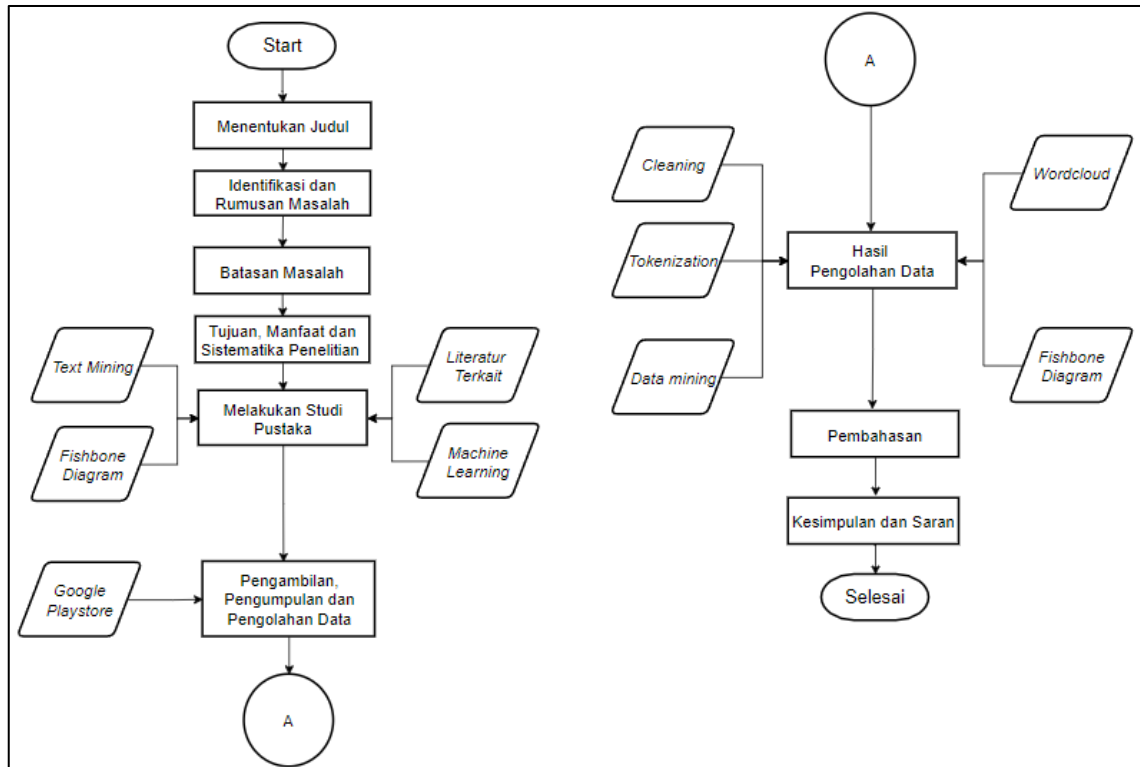 Start
Menentukan Judul
Identifikasi dan
Rumusan Masalah
Batasan Masalah
Tujuan, Manfaat dan
Sistematika Penelitian
Text Mining
Literatur
Terkait
Melakukan Studi
Pustaka
Fishbone
Diagram
Machine
Learning
Google
Playstore
Pengambilan,
Pengumpulan dan
Pengolahan Data
A
A
Cleaning
Wordcloud
Tokenization
Hasil
Pengolahan Data
Data mining
Fishbone
Diagram
Pembahasan
Kesimpulan dan Saran
Selesai